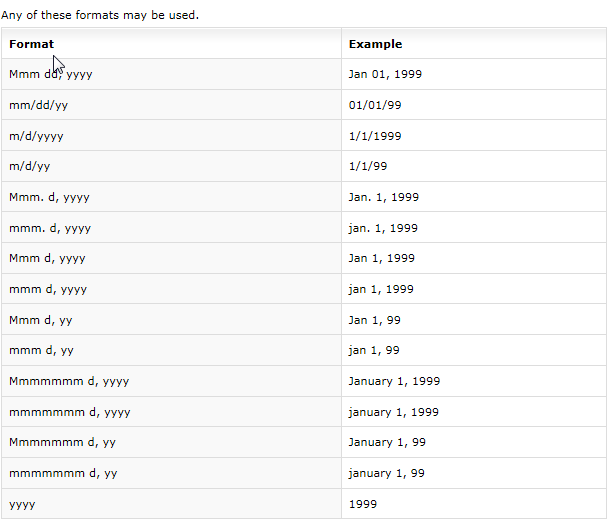 Any of these formats may be used.
Format Example
Mmm dd, yyyy Jan 01, 1999
mm/dd/yy 01/01/99
m/d/yyyy 1/1/1999
m/d/yy 1/1/99
Mmm. d, yyyy Jan. 1, 1999
mmm. d, yyyy jan. 1, 1999
Mmm d, yyyy Jan 1, 1999
mmm d, yyyy jan 1, 1999
Mmm d, yy Jan 1, 99
mmm d, yy jan 1, 99
Mmmmmmm d, yyyy January 1, 1999
mmmmmmm d, yyyy january 1, 1999
Mmmmmmm d, yy January 1, 99
mmmmmmm d, yy january 1, 99
yyyy 1999